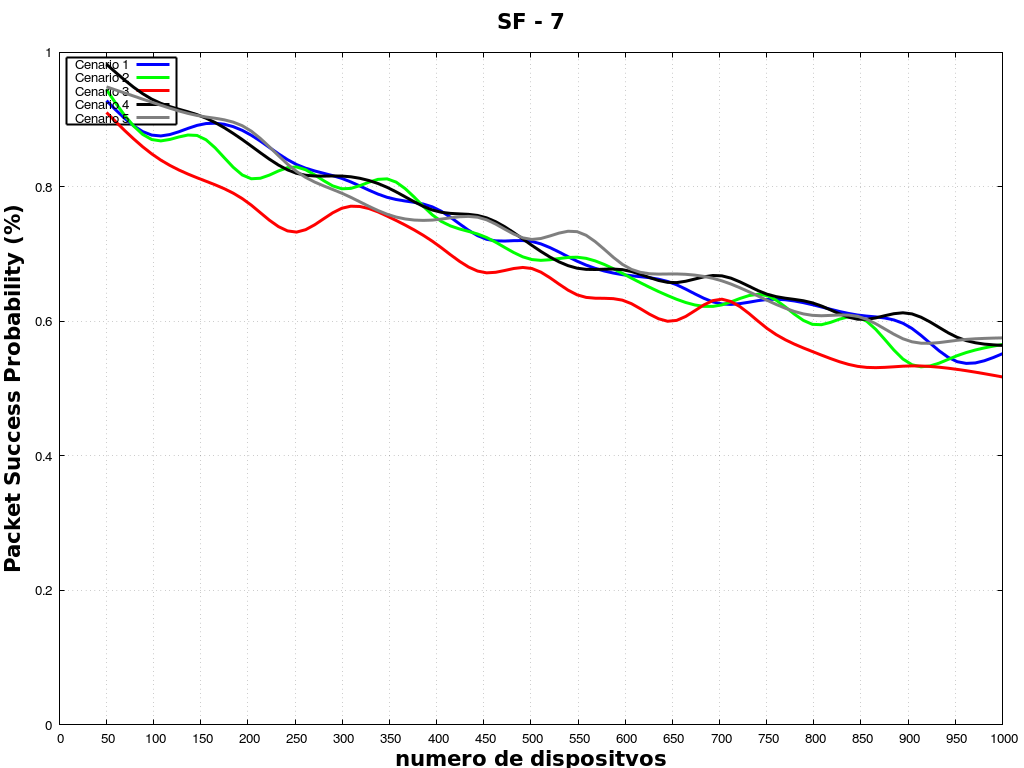 SF - 7
Packet Success Probability (%)
1
0.8
0.6
0.4
0.2
0
Cenario 1
Cenario 2
Cenario 3
Cenario 4
Cenario 5
0 50 100 150 200 250 300 350 400 450 500 550 600 650 700 750 800 850 900 950 1000
numero de dispositvos